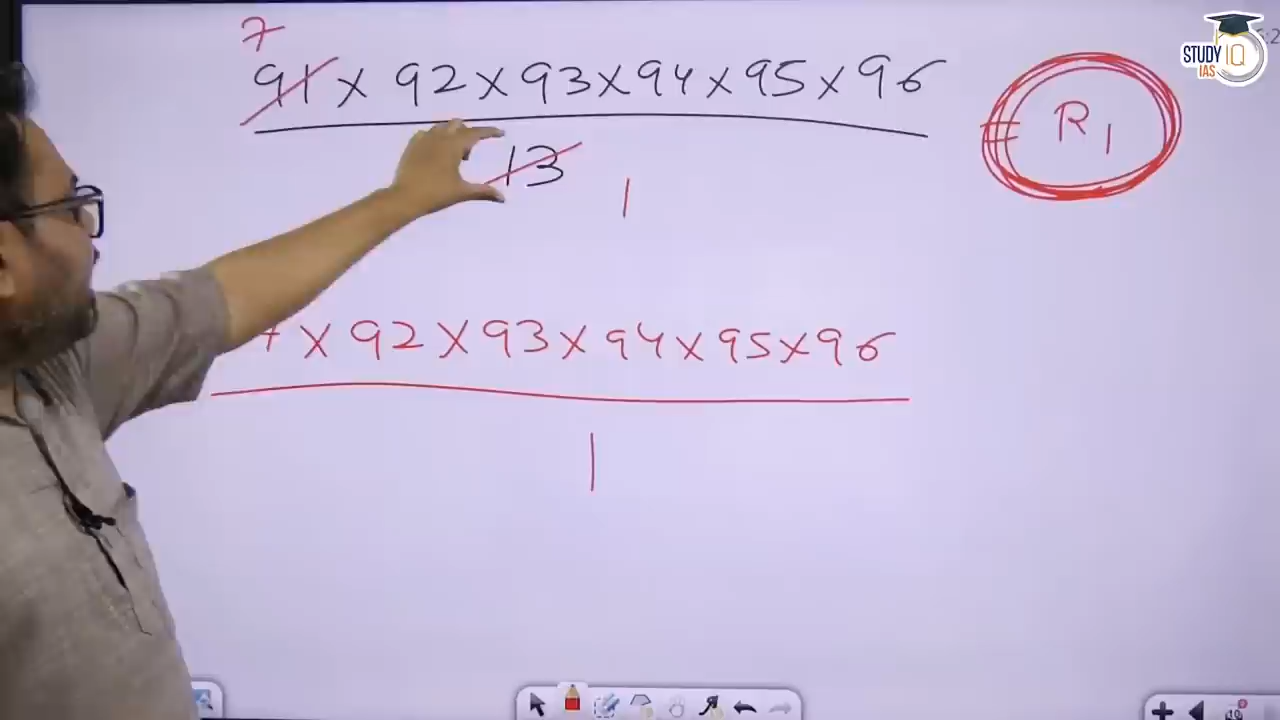 7
91 × 92 × 93 × 94 × 95 × 96
13
1
= R1
7 × 92 × 93 × 94 × 95 × 96
1
STUDY IQ
IAS